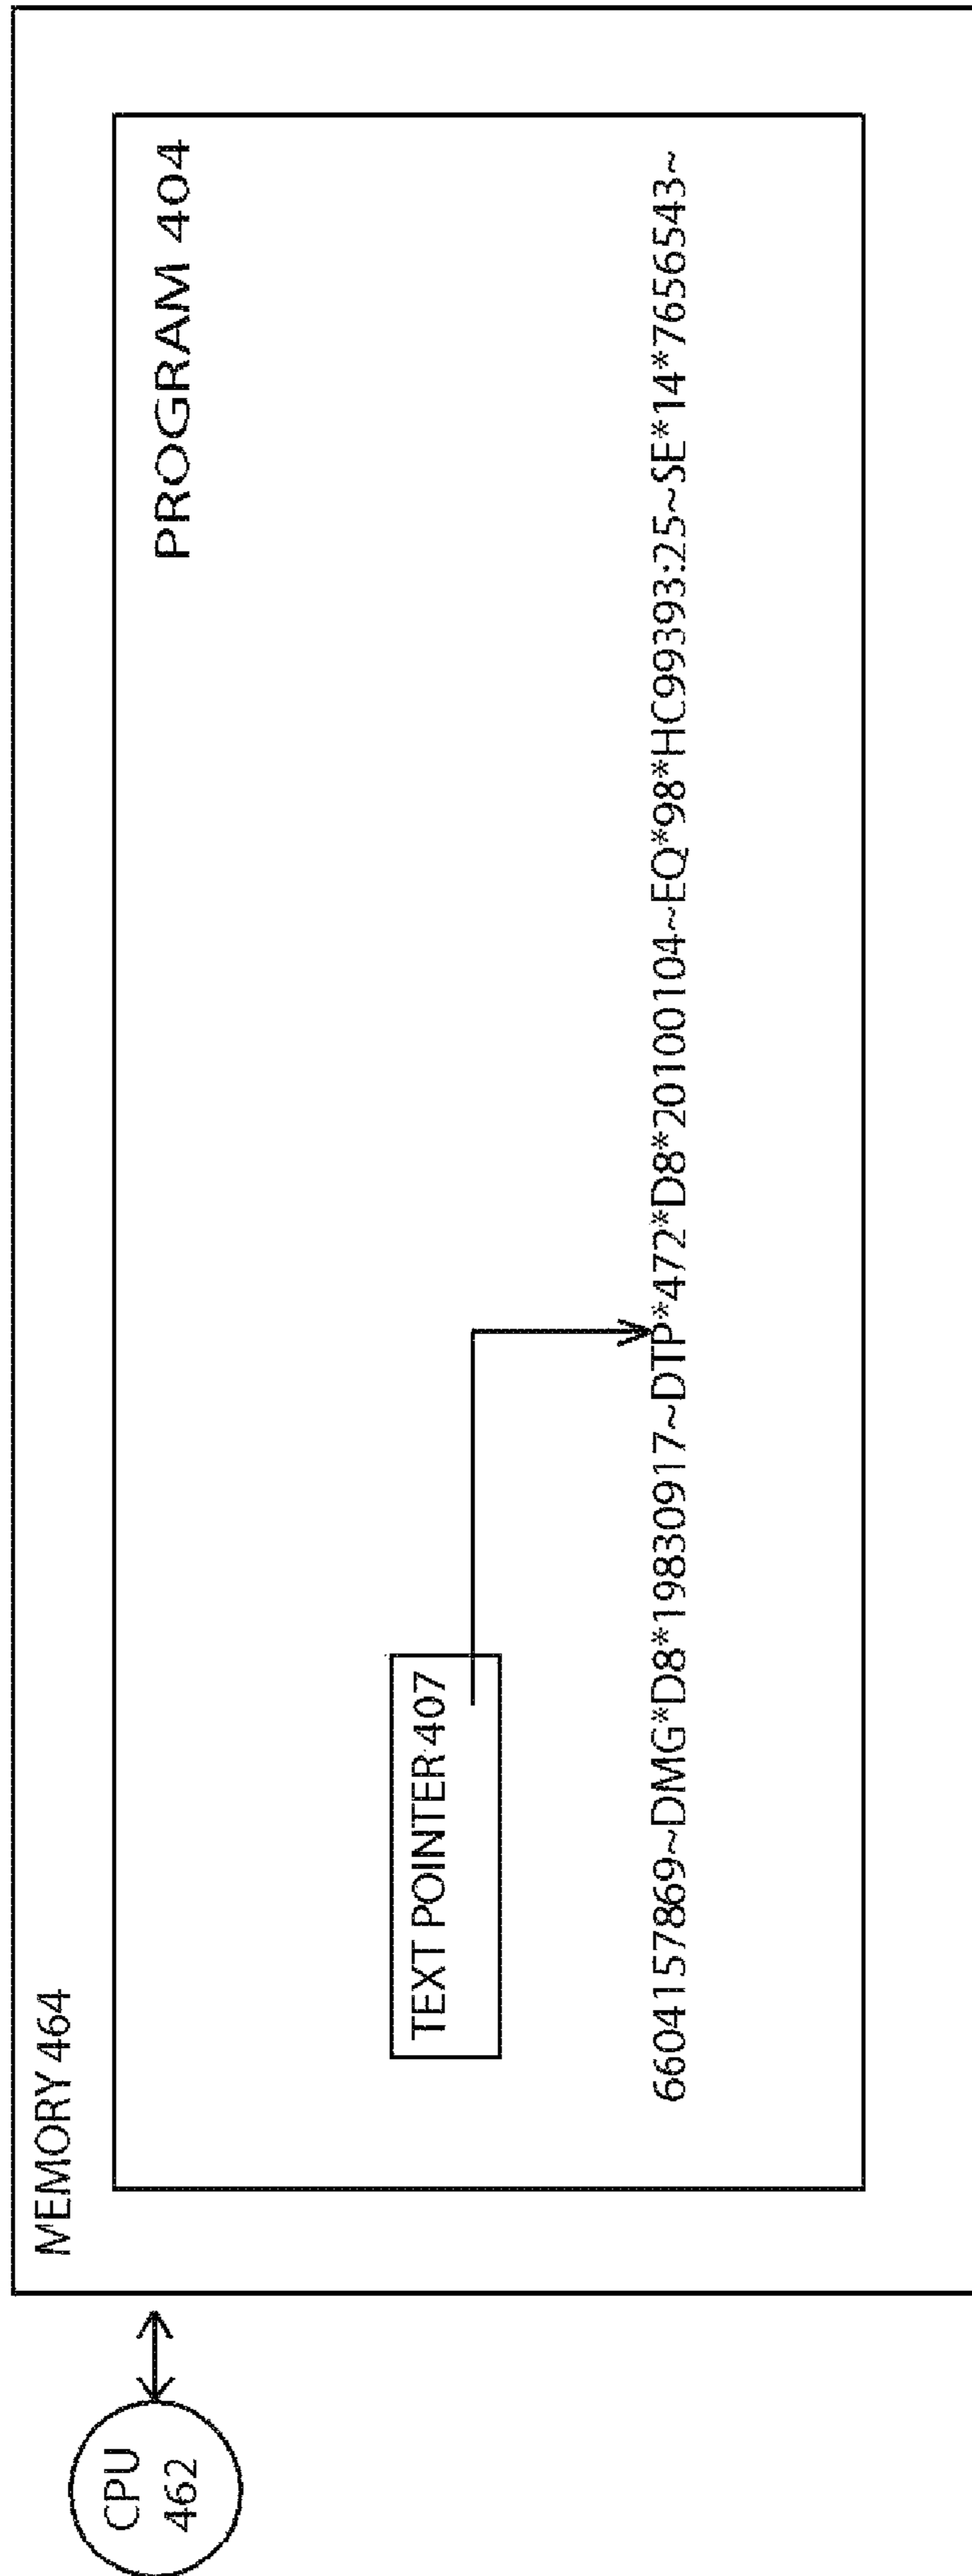 MEMORY 464
CPU
462
PROGRAM 404
TEXT POINTER 407
6604157869~DMG*D8*19830917~DTP*472*D8*20100104~EQ*98*HC99393:25~SE*14*7656543~